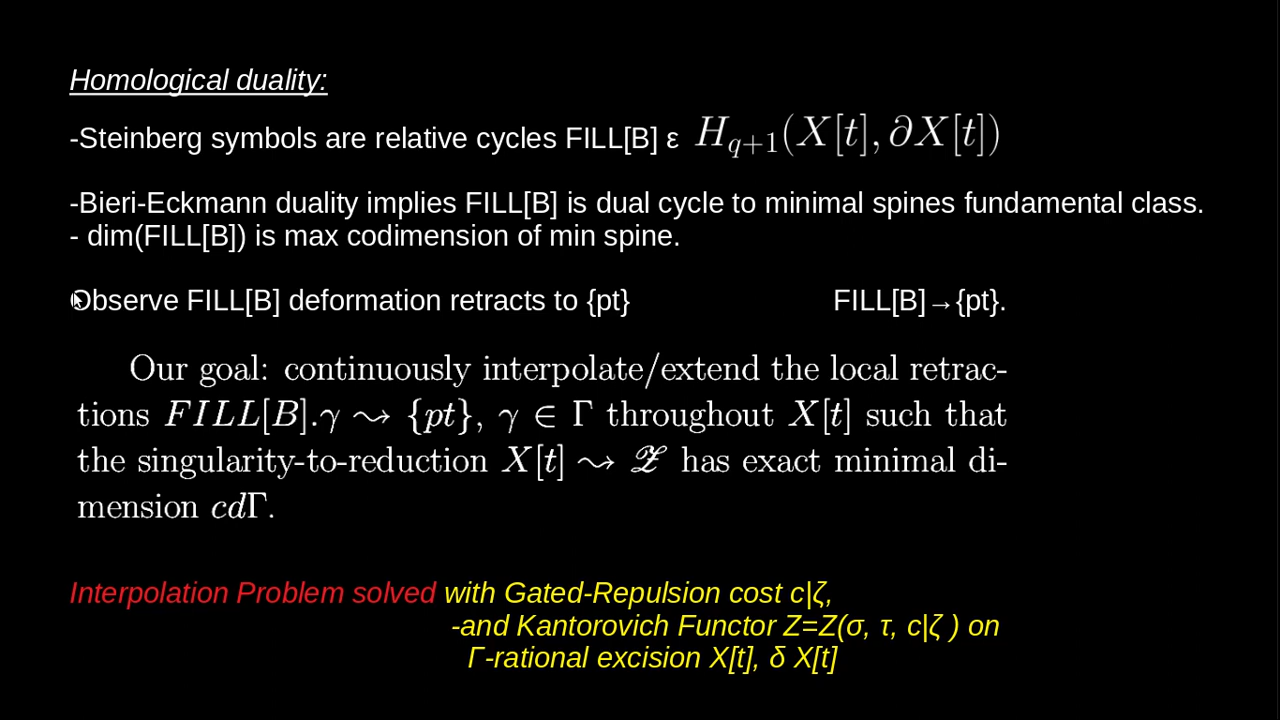 Homological duality:
-Steinberg symbols are relative cycles FILL[B] ε H_{q+1}(X[t], ∂X[t])
-Bieri-Eckmann duality implies FILL[B] is dual cycle to minimal spines fundamental class.
- dim(FILL[B]) is max codimension of min spine.
Observe FILL[B] deformation retracts to {pt} FILL[B]→{pt}.
Our goal: continuously interpolate/extend the local retrac-
tions FILL[B].γ ⇝ {pt}, γ ∈ Γ throughout X[t] such that
the singularity-to-reduction X[t] ⇝ 𝒵 has exact minimal di-
mension cdΓ.
Interpolation Problem solved with Gated-Repulsion cost c|ζ,
-and Kantorovich Functor Z=Z(σ, τ, c|ζ ) on
Γ-rational excision X[t], δ X[t]